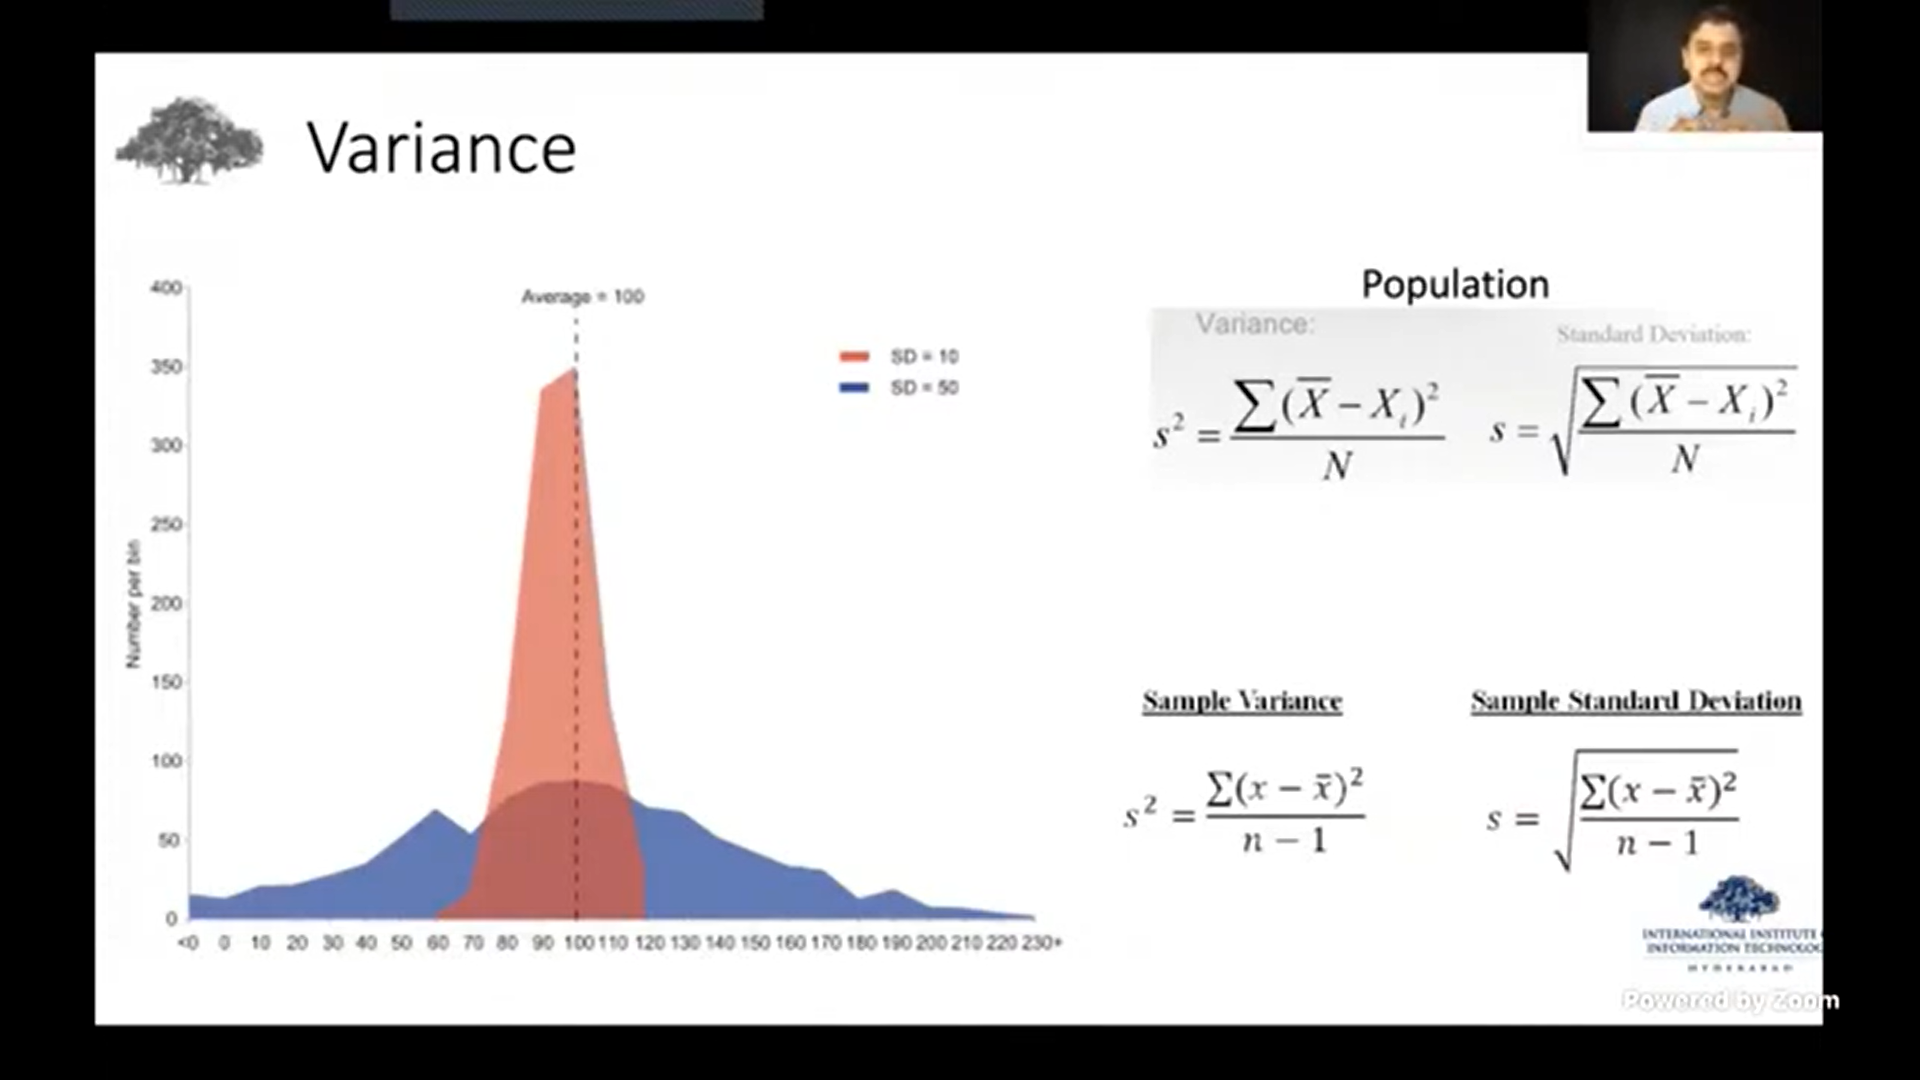 Variance
400
350
300
250
200
150
100
50
0
Number per bin
Average = 100
SD = 10
SD = 50
<0 0 10 20 30 40 50 60 70 80 90 100 110 120 130 140 150 160 170 180 190 200 210 220 230+
Population
Variance:
Standard Deviation:
s² = ∑(X̅ − Xᵢ)² / N
s = √(∑(X̅ − Xᵢ)² / N)
Sample Variance
Sample Standard Deviation
s² = Σ(x − x̄)² / n − 1
s = √(Σ(x − x̄)² / n − 1)
INTERNATIONAL INSTITUTE
INFORMATION TECHNOLOG
HYDERABAD
Powered by Zoom